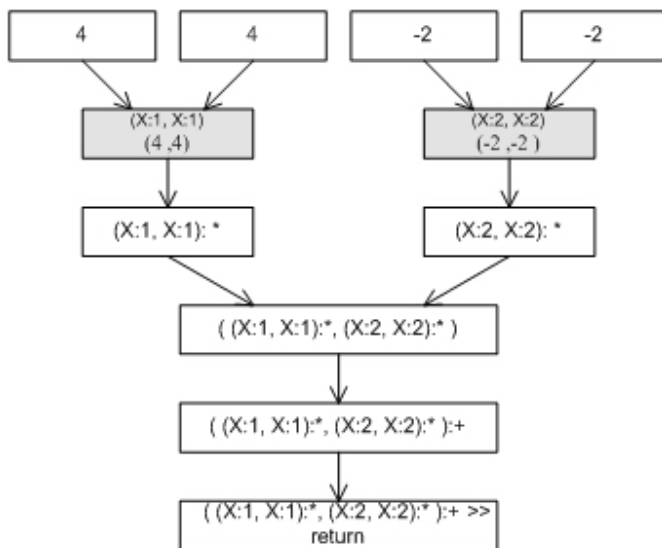 4
4
-2
-2
(X:1, X:1)
(4 ,4)
(X:2, X:2)
(-2 ,-2 )
(X:1, X:1): *
(X:2, X:2): *
( (X:1, X:1):*, (X:2, X:2):* )
( (X:1, X:1):*, (X:2, X:2):* ):+
( (X:1, X:1):*, (X:2, X:2):* ):+ >>
return